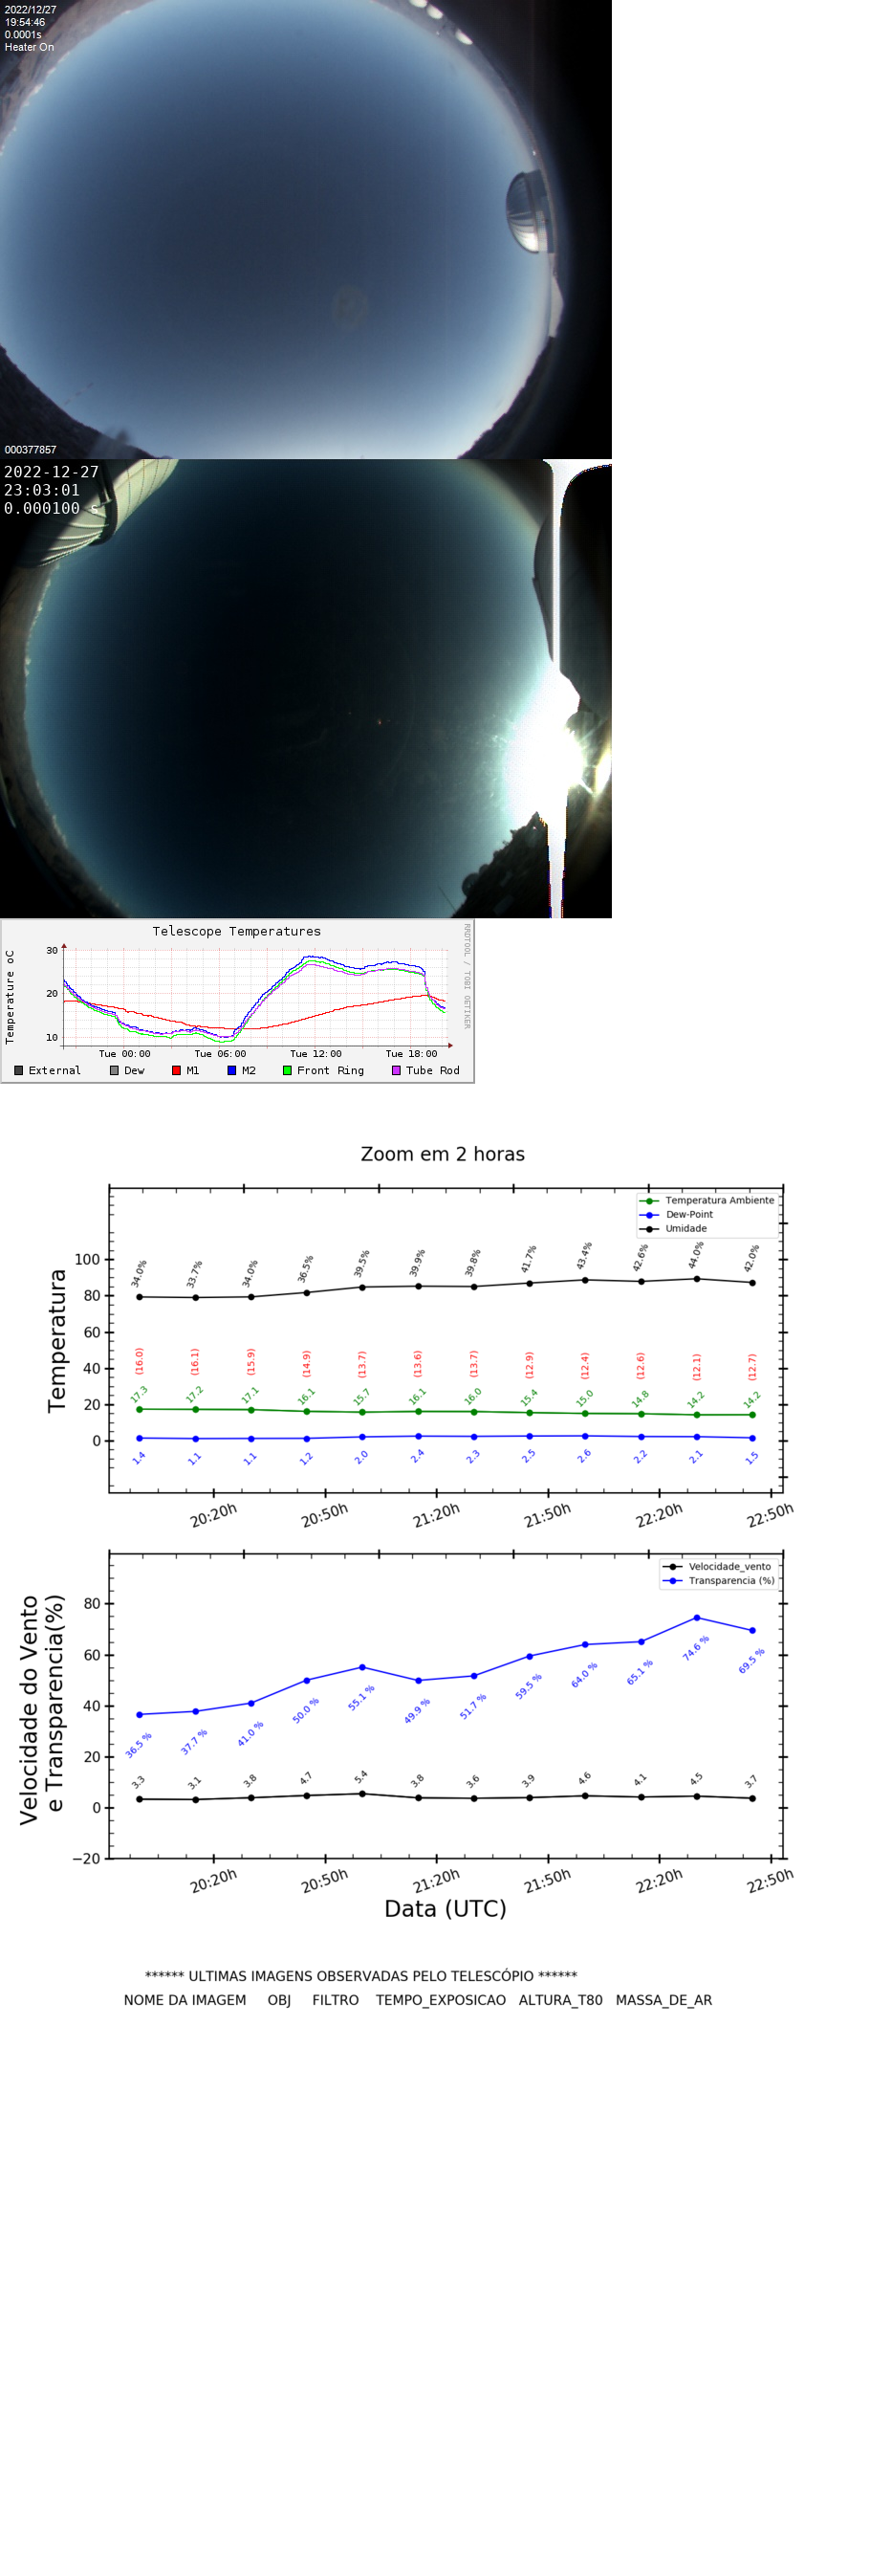 2022/12/27
19:54:46
0.0001s
Heater On
000377857
2022-12-27
23:03:01
0.000100 s
Telescope Temperatures
RRDTOOL / TOBI OETIKER
Temperature oC
30
20
10
Tue 00:00 Tue 06:00 Tue 12:00 Tue 18:00
External Dew M1 M2 Front Ring Tube Rod
Zoom em 2 horas
Temperatura Ambiente
Dew-Point
Umidade
Temperatura
100
80
60
40
20
0
34.0% 33.7% 34.0% 36.5% 39.5% 39.9% 39.8% 41.7% 43.4% 42.6% 44.0% 42.0%
(16.0) (16.1) (15.9) (14.9) (13.7) (13.6) (13.7) (12.9) (12.4) (12.6) (12.1) (12.7)
17.3 17.2 17.1 16.1 15.7 16.1 16.0 15.4 15.0 14.8 14.2 14.2
1.4 1.1 1.1 1.2 2.0 2.4 2.3 2.5 2.6 2.2 2.1 1.5
20:20h 20:50h 21:20h 21:50h 22:20h 22:50h
Velocidade_vento
Transparencia (%)
Velocidade do Vento
e Transparencia(%)
80
60
40
20
0
−20
36.5 % 37.7 % 41.0 % 50.0 % 55.1 % 49.9 % 51.7 % 59.5 % 64.0 % 65.1 % 74.6 % 69.5 %
3.3 3.1 3.8 4.7 5.4 3.8 3.6 3.9 4.6 4.1 4.5 3.7
20:20h 20:50h 21:20h 21:50h 22:20h 22:50h
Data (UTC)
****** ULTIMAS IMAGENS OBSERVADAS PELO TELESCÓPIO ******
NOME DA IMAGEM OBJ FILTRO TEMPO_EXPOSICAO ALTURA_T80 MASSA_DE_AR